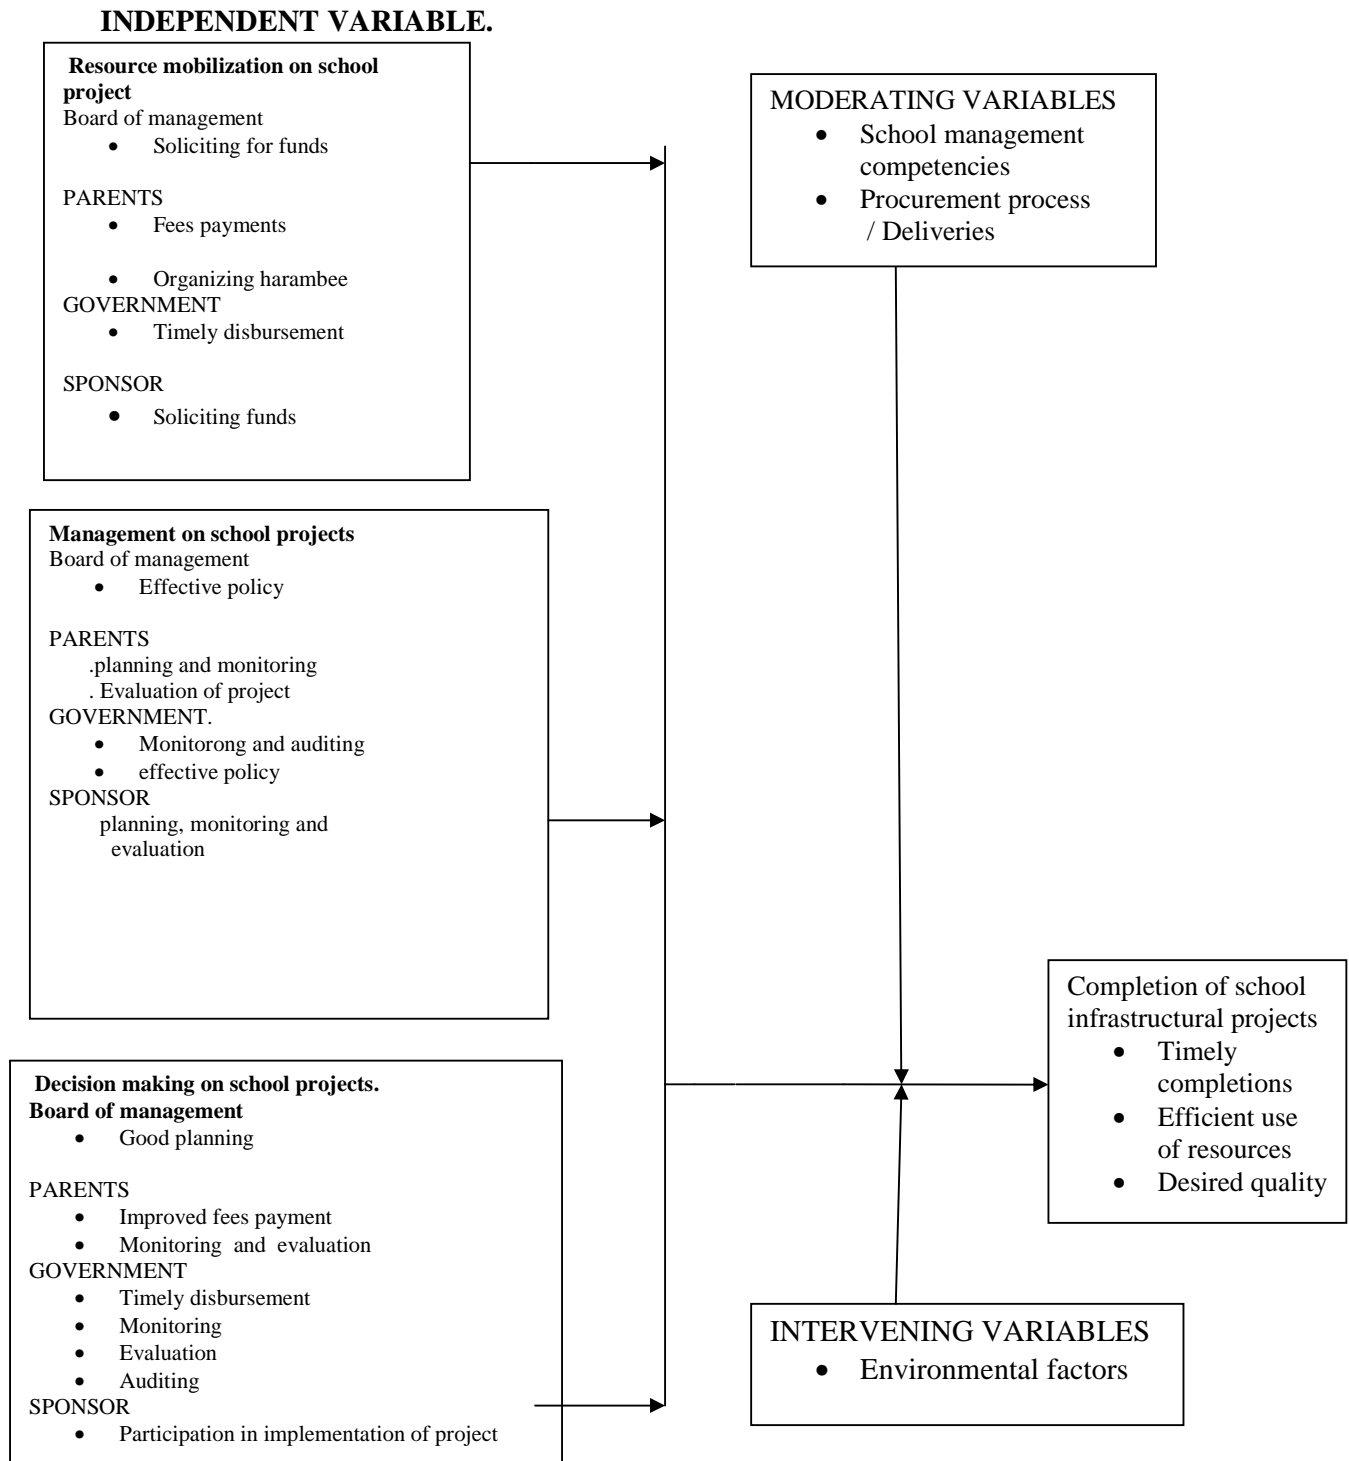 INDEPENDENT VARIABLE.
Resource mobilization on school
project
Board of management
• Soliciting for funds
PARENTS
• Fees payments
• Organizing harambee
GOVERNMENT
• Timely disbursement
SPONSOR
• Soliciting funds
Management on school projects
Board of management
• Effective policy
PARENTS
.planning and monitoring
. Evaluation of project
GOVERNMENT.
• Monitorong and auditing
• effective policy
SPONSOR
planning, monitoring and
evaluation
Decision making on school projects.
Board of management
• Good planning
PARENTS
• Improved fees payment
• Monitoring and evaluation
GOVERNMENT
• Timely disbursement
• Monitoring
• Evaluation
• Auditing
SPONSOR
• Participation in implementation of project
MODERATING VARIABLES
• School management
competencies
• Procurement process
/ Deliveries
Completion of school
infrastructural projects
• Timely
completions
• Efficient use
of resources
• Desired quality
INTERVENING VARIABLES
• Environmental factors